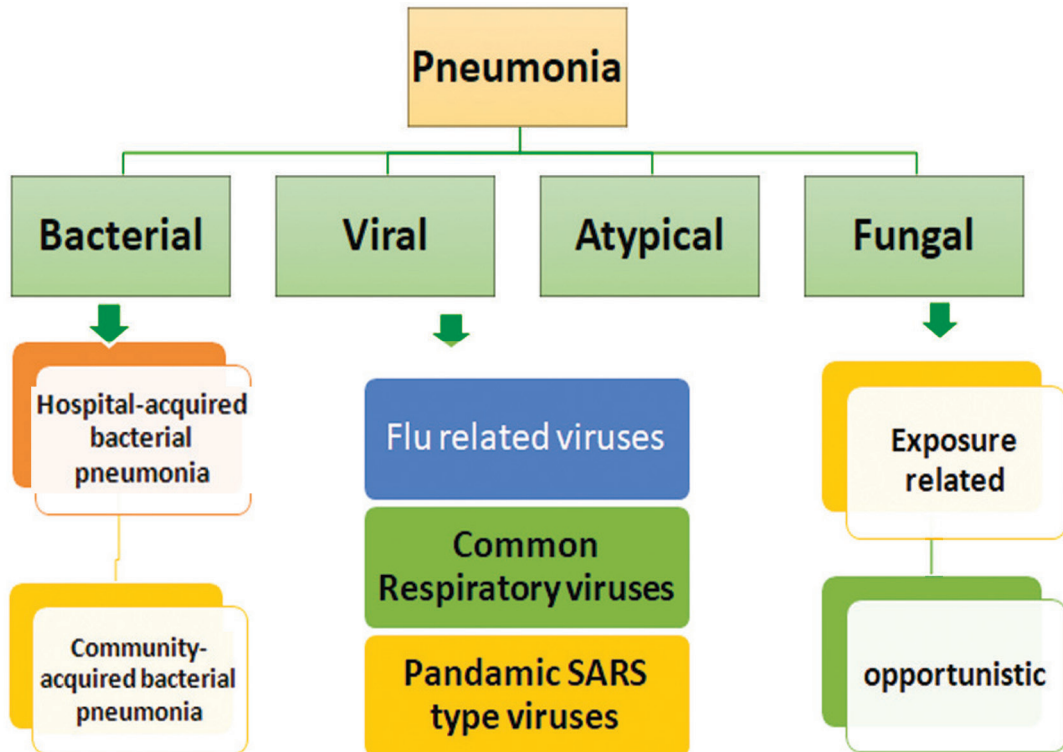 Pneumonia
Bacterial
Viral
Atypical
Fungal
Hospital-acquired
bacterial
pneumonia
Community-
acquired bacterial
pneumonia
Flu related viruses
Common
Respiratory viruses
Pandamic SARS
type viruses
Exposure
related
opportunistic